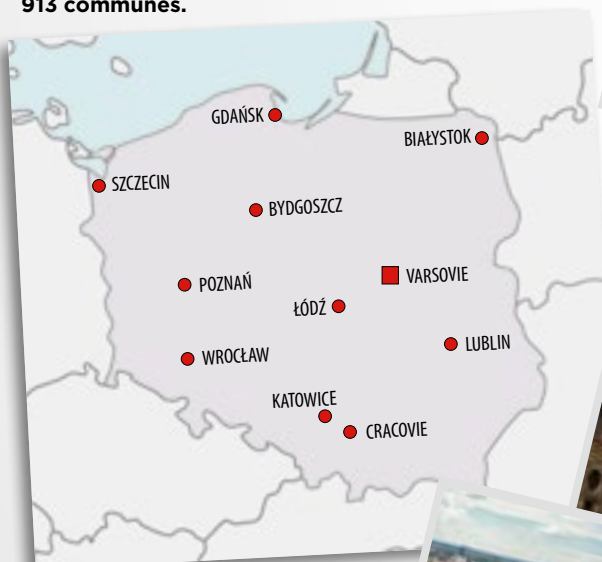 913 communes.
GDAŃSK
BIAŁYSTOK
SZCZECIN
BYDGOSZCZ
VARSOVIE
POZNAŃ
ŁÓDŹ
LUBLIN
WROCŁAW
KATOWICE
CRACOVIE